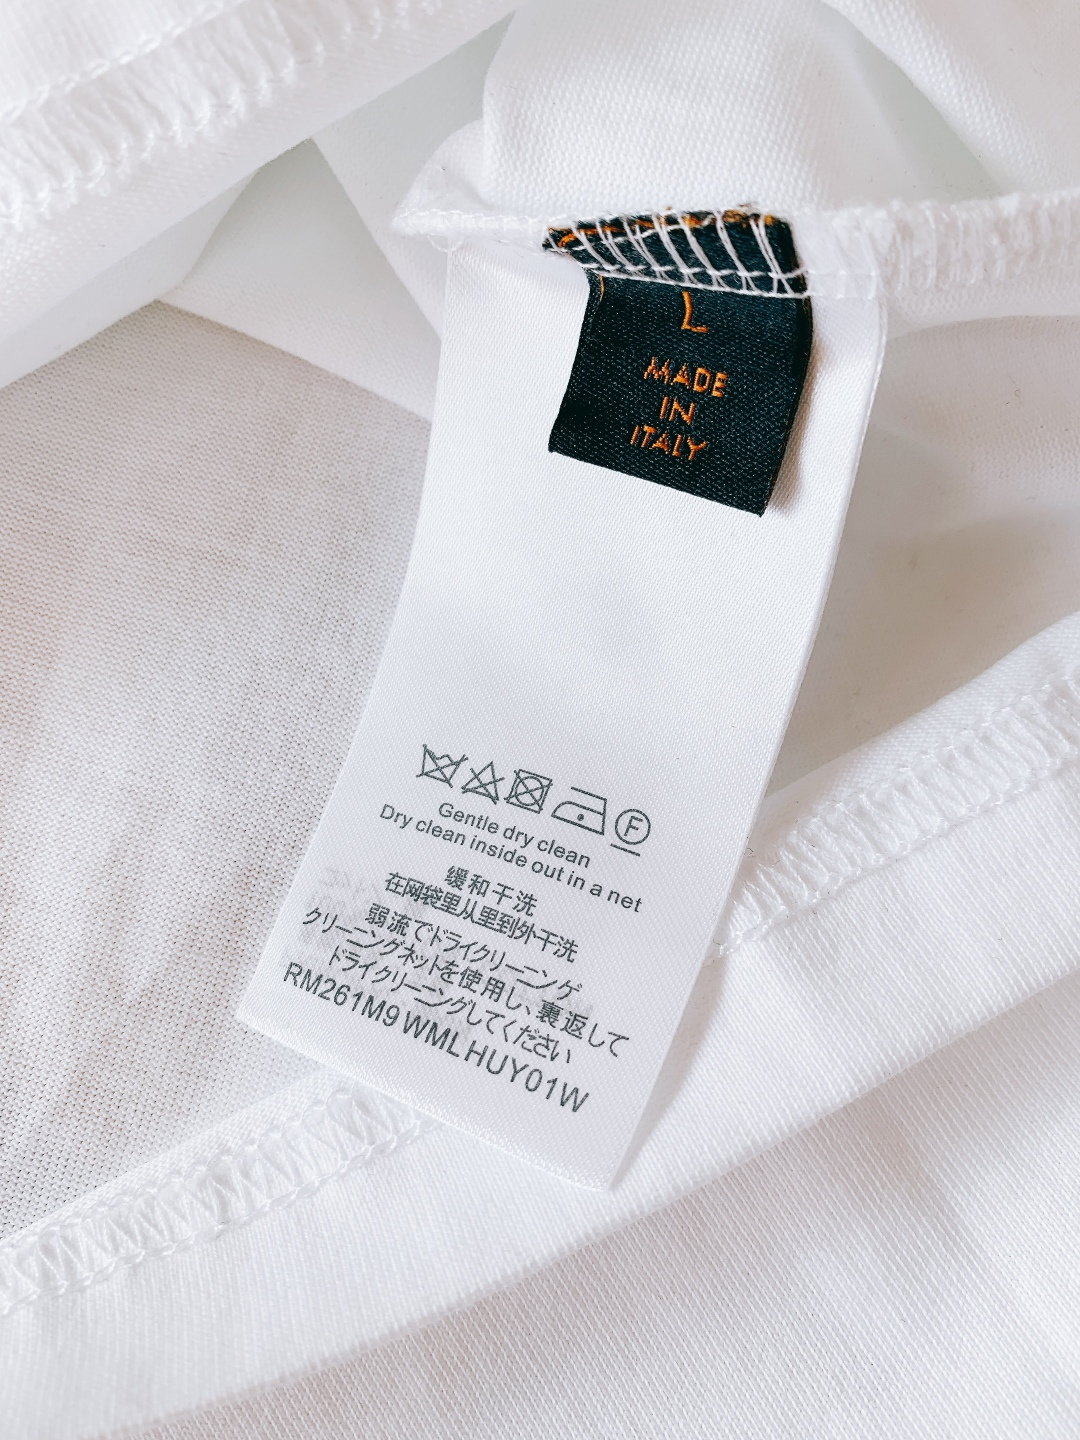 L
MADE
IN
ITALY
F
Gentle dry clean
Dry clean inside out in a net
缓和干洗
在网袋里从里到外干洗
弱流でドライクリーニング
クリーニングネットを使用し、裏返して
ドライクリーニングしてください
RM261M9 WML HUY01W